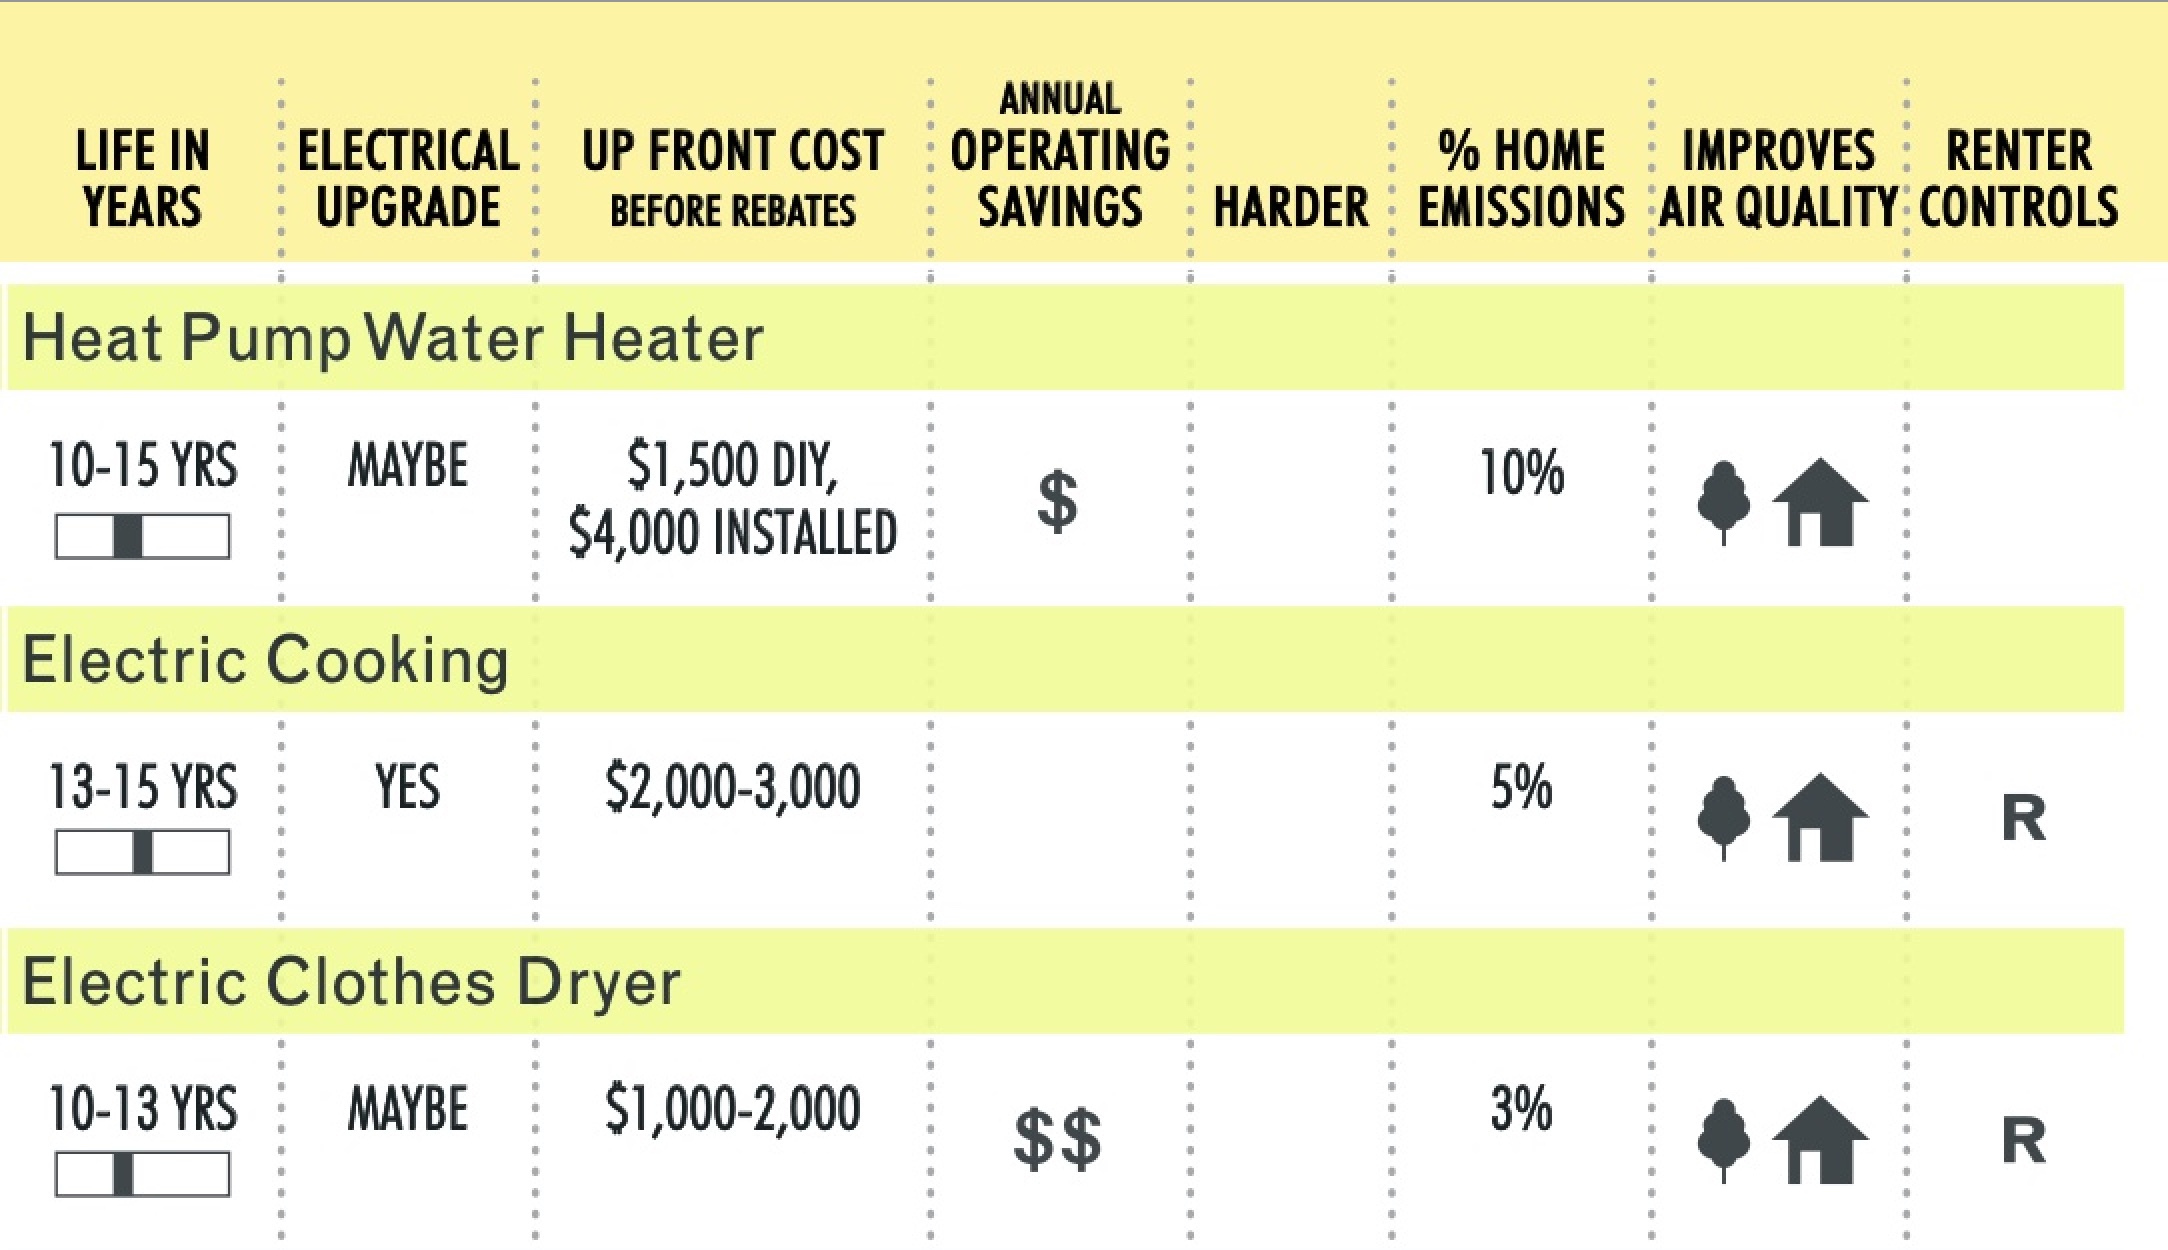 LIFE IN
YEARS
ELECTRICAL
UPGRADE
UP FRONT COST
BEFORE REBATES
ANNUAL
OPERATING
SAVINGS
HARDER
% HOME
EMISSIONS
IMPROVES
AIR QUALITY
RENTER
CONTROLS
Heat Pump Water Heater
10-15 YRS
MAYBE
$1,500 DIY,
$4,000 INSTALLED
$
10%
Electric Cooking
13-15 YRS
YES
$2,000-3,000
5%
R
Electric Clothes Dryer
10-13 YRS
MAYBE
$1,000-2,000
$$
3%
R